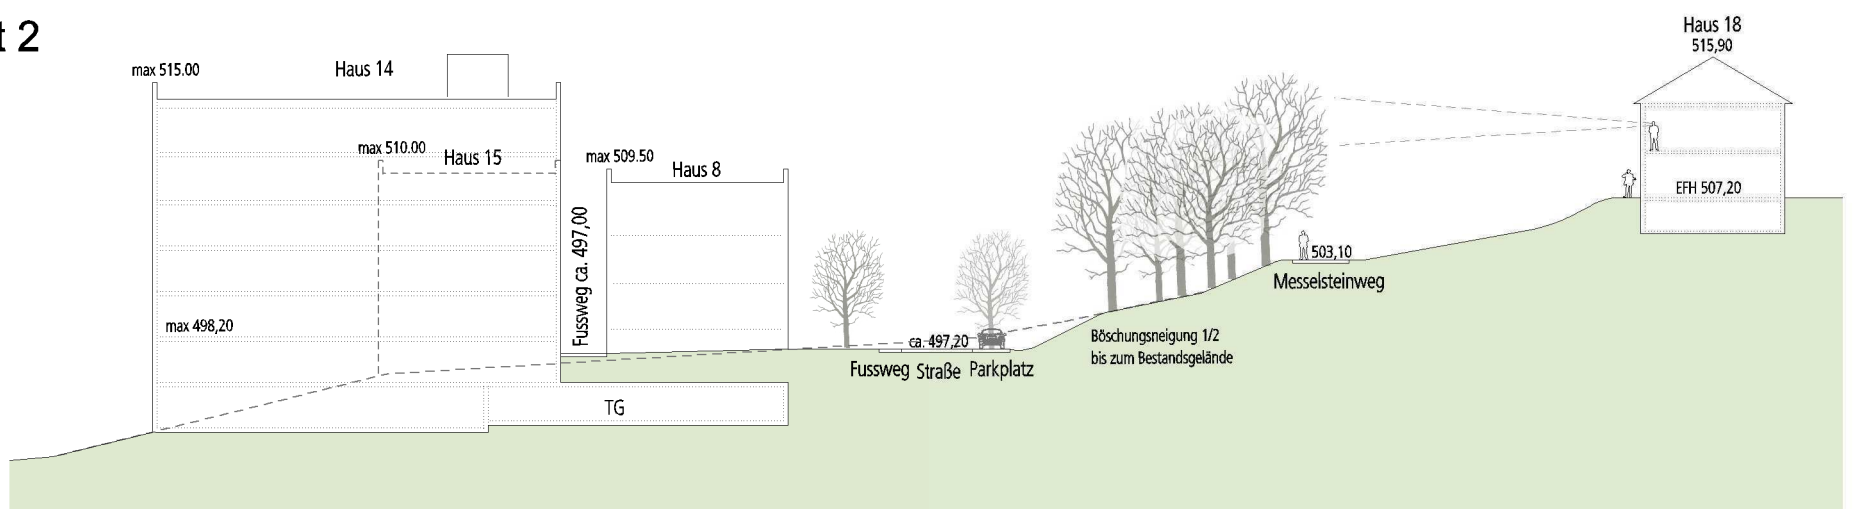 t 2
Haus 18
515,90
max 515.00
Haus 14
max 510.00
Haus 15
max 509.50
Haus 8
EFH 507,20
Fussweg ca. 497,00
503,10
Messelsteinweg
max 498,20
ca. 497,20
Böschungsneigung 1/2
bis zum Bestandsgelände
Fussweg Straße Parkplatz
TG